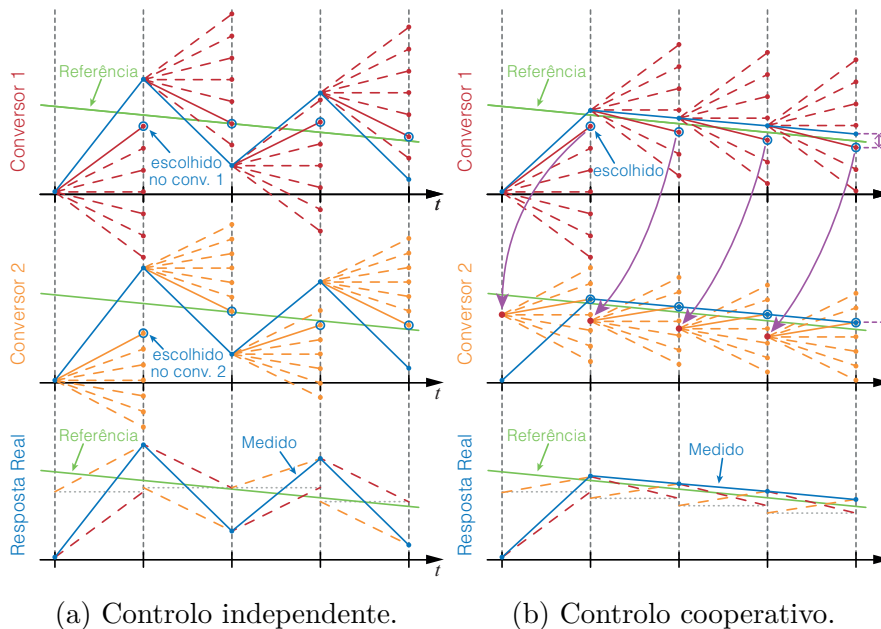 Conversor 1
Referência
escolhido
no conv. 1
t
Conversor 2
escolhido
no conv. 2
t
Resposta Real
Referência
Medido
t
(a) Controlo independente.
Conversor 1
Referência
escolhido
t
Conversor 2
t
Resposta Real
Referência
Medido
t
(b) Controlo cooperativo.